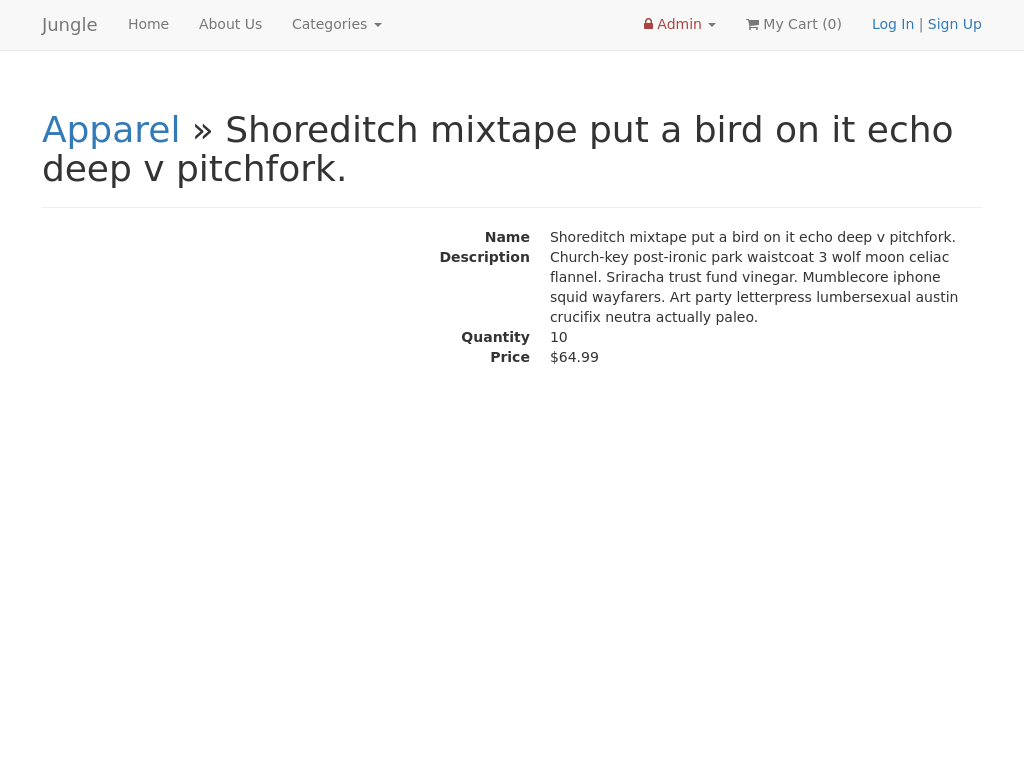 Jungle Home About Us Categories Admin My Cart (0) Log In | Sign Up
Apparel » Shoreditch mixtape put a bird on it echo
deep v pitchfork.
Name Shoreditch mixtape put a bird on it echo deep v pitchfork.
Description Church-key post-ironic park waistcoat 3 wolf moon celiac
flannel. Sriracha trust fund vinegar. Mumblecore iphone
squid wayfarers. Art party letterpress lumbersexual austin
crucifix neutra actually paleo.
Quantity 10
Price $64.99